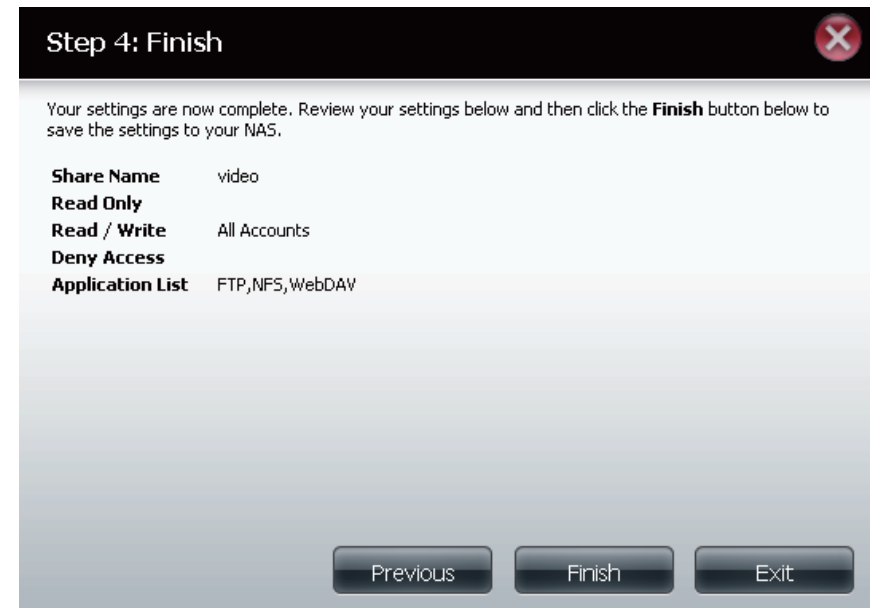 Step 4: Finish
Your settings are now complete. Review your settings below and then click the Finish button below to
save the settings to your NAS.
Share Name video
Read Only
Read / Write All Accounts
Deny Access
Application List FTP,NFS,WebDAV
Previous Finish Exit